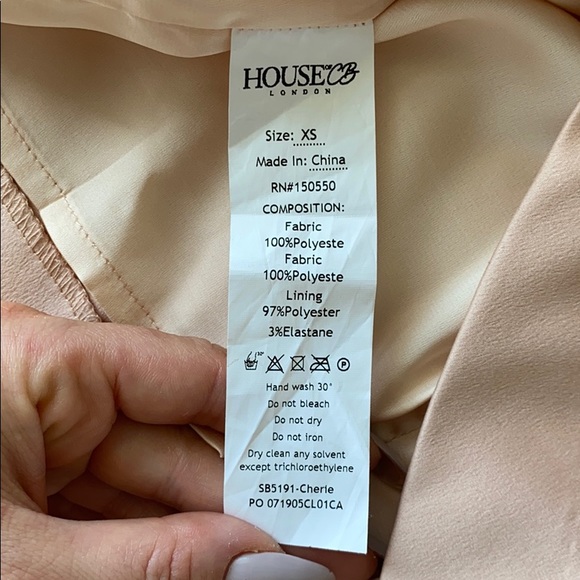 HOUSE OF CB
LONDON
Size: XS
Made In: China
RN#150550
COMPOSITION:
Fabric
100%Polyeste
Fabric
100%Polyeste
Lining
97%Polyester
3%Elastane
30°
P
Hand wash 30°
Do not bleach
Do not dry
Do not iron
Dry clean any solvent
except trichloroethylene
SB5191-Cherie
PO 071905CL01CA